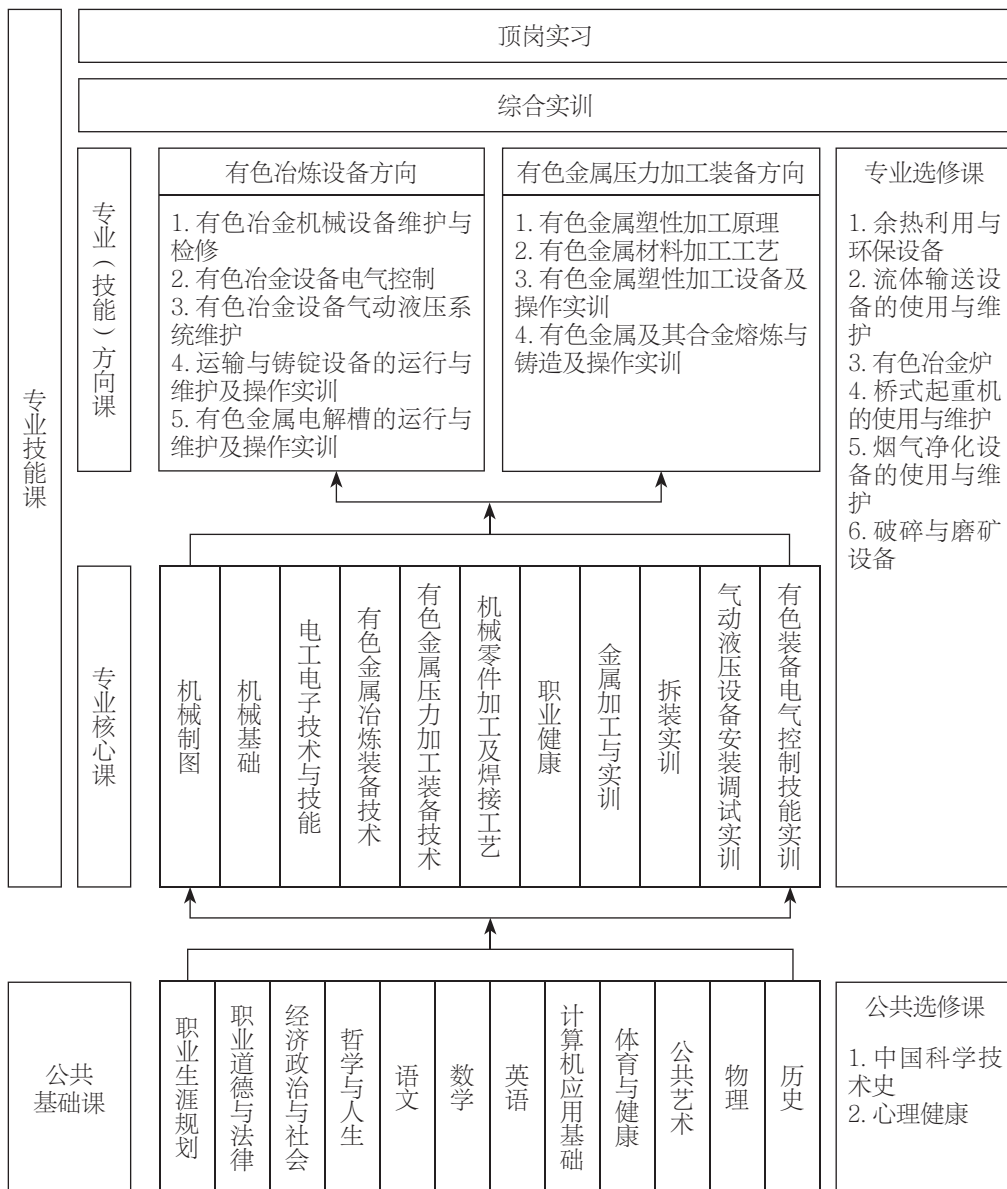 顶岗实习
综合实训
专业技能课
专业（技能）方向课
有色冶炼设备方向
1. 有色冶金机械设备维护与
检修
2. 有色冶金设备电气控制
3. 有色冶金设备气动液压系
统维护
4. 运输与铸锭设备的运行与
维护及操作实训
5. 有色金属电解槽的运行与
维护及操作实训
有色金属压力加工装备方向
1. 有色金属塑性加工原理
2. 有色金属材料加工工艺
3. 有色金属塑性加工设备及
操作实训
4. 有色金属及其合金熔炼与
铸造及操作实训
专业选修课
1. 余热利用与
环保设备
2. 流体输送设
备的使用与维
护
3. 有色冶金炉
4. 桥式起重机
的使用与维护
5. 烟气净化设
备的使用与维
护
6. 破碎与磨矿
设备
专业核心课
机械制图
机械基础
电工电子技术与技能
有色金属冶炼装备技术
有色金属压力加工装备技术
机械零件加工及焊接工艺
职业健康
金属加工与实训
拆装实训
气动液压设备安装调试实训
有色装备电气控制技能实训
公共
基础课
职业生涯规划
职业道德与法律
经济政治与社会
哲学与人生
语文
数学
英语
计算机应用基础
体育与健康
公共艺术
物理
历史
公共选修课
1. 中国科学技
术史
2. 心理健康